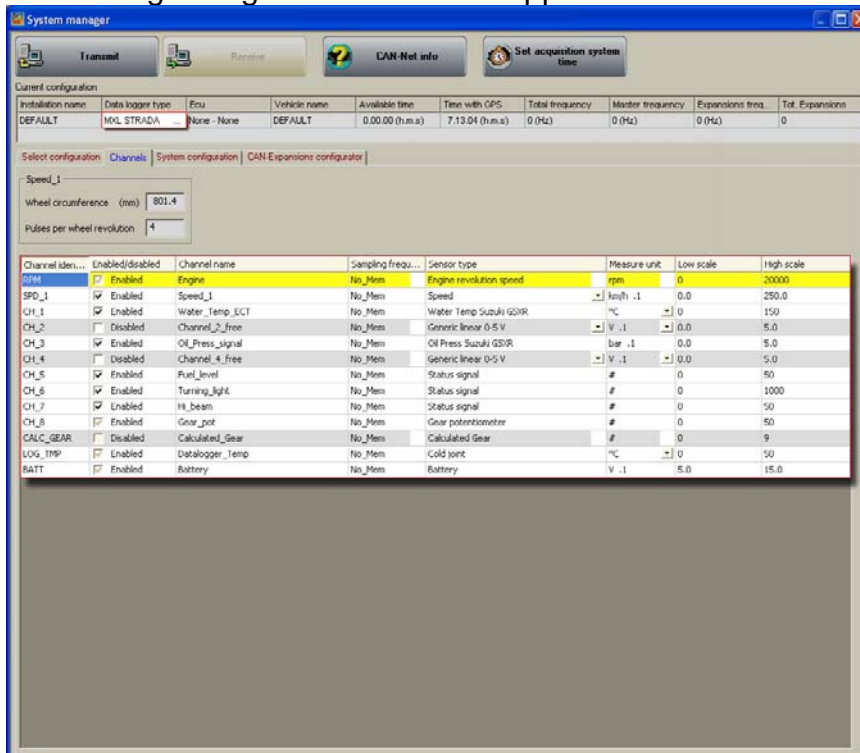 System manager
Transmit Receive CAN-Net info Set acquisition system time
Current configuration
Installation name Data logger type Ecu Vehicle name Available time Time with GPS Total frequency Master frequency Expansions freq... Tot. Expansions
DEFAULT MXL STRADA ... None - None DEFAULT 0.00.00 (h.m.s) 7.13.04 (h.m.s) 0 (Hz) 0 (Hz) 0 (Hz) 0
Select configuration Channels System configuration CAN Expansions configurator
Speed_1
Wheel circumference (mm) 801.4
Pulses per wheel revolution 4
Channel iden... Enabled/disabled Channel name Sampling frequ... Sensor type Measure unit Low scale High scale
RPM Enabled Engine No_Mem Engine revolution speed rpm 0 20000
SPD_1 Enabled Speed_1 No_Mem Speed km/h .1 0.0 250.0
CH_1 Enabled Water_Temp_ECT No_Mem Water Temp Suzuki GSXR °C 0 150
CH_2 Disabled Channel_2_free No_Mem Generic linear 0-5 V V .1 0.0 5.0
CH_3 Enabled Oil_Press_signal No_Mem Oil Press Suzuki GSXR bar .1 0.0 5.0
CH_4 Disabled Channel_4_free No_Mem Generic linear 0-5 V V .1 0.0 5.0
CH_5 Enabled Fuel_level No_Mem Status signal # 0 50
CH_6 Enabled Turning_light No_Mem Status signal # 0 1000
CH_7 Enabled Hi_beam No_Mem Status signal # 0 50
CH_8 Enabled Gear_pot No_Mem Gear potentiometer # 0 50
CALC_GEAR Disabled Calculated_Gear No_Mem Calculated Gear # 0 9
LOG_TMP Enabled Datalogger_Temp No_Mem Cold joint °C 0 50
BATT Enabled Battery No_Mem Battery V .1 5.0 15.0